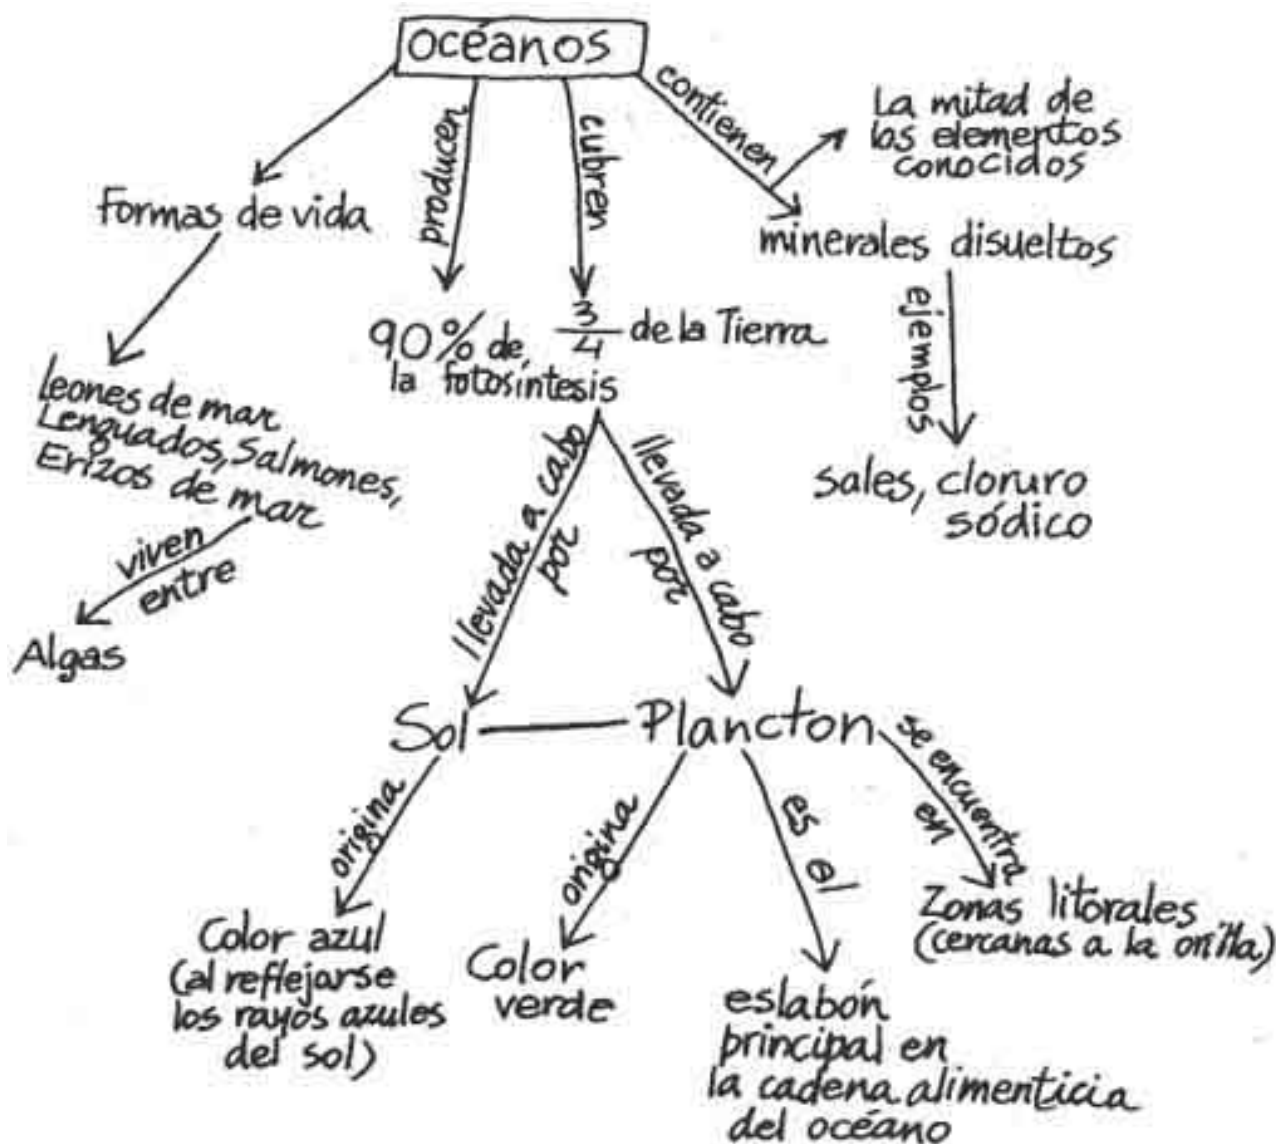 océanos
contienen
La mitad de
los elementos
conocidos
producen
cubren
Formas de vida
minerales disueltos
90% de
la fotosíntesis
3/4 de la Tierra
ejemplos
sales, cloruro
sódico
Leones de mar
Lenguados, Salmones,
Erizos de mar
viven
entre
Algas
llevada a cabo
por
llevada a cabo
por
Sol
Plancton
origina
origina
es el
se encuentra
en
Color azul
(al reflejarse
los rayos azules
del sol)
Color
verde
eslabón
principal en
la cadena alimenticia
del océano
Zonas litorales
(cercanas a la orilla)